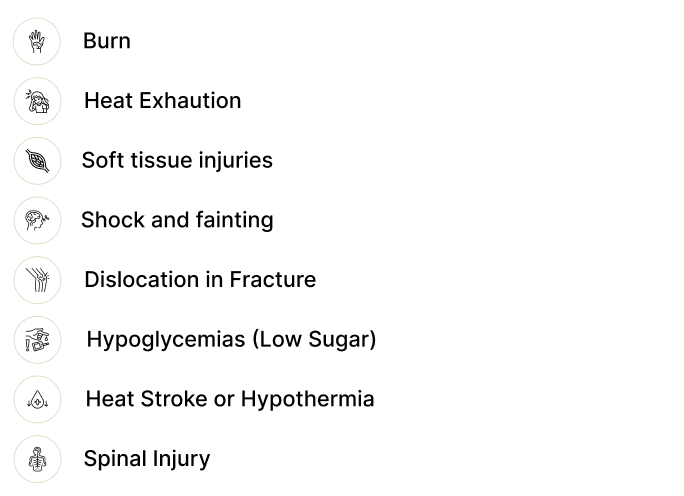 Burn
Heat Exhaution
Soft tissue injuries
Shock and fainting
Dislocation in Fracture
Hypoglycemias (Low Sugar)
Heat Stroke or Hypothermia
Spinal Injury